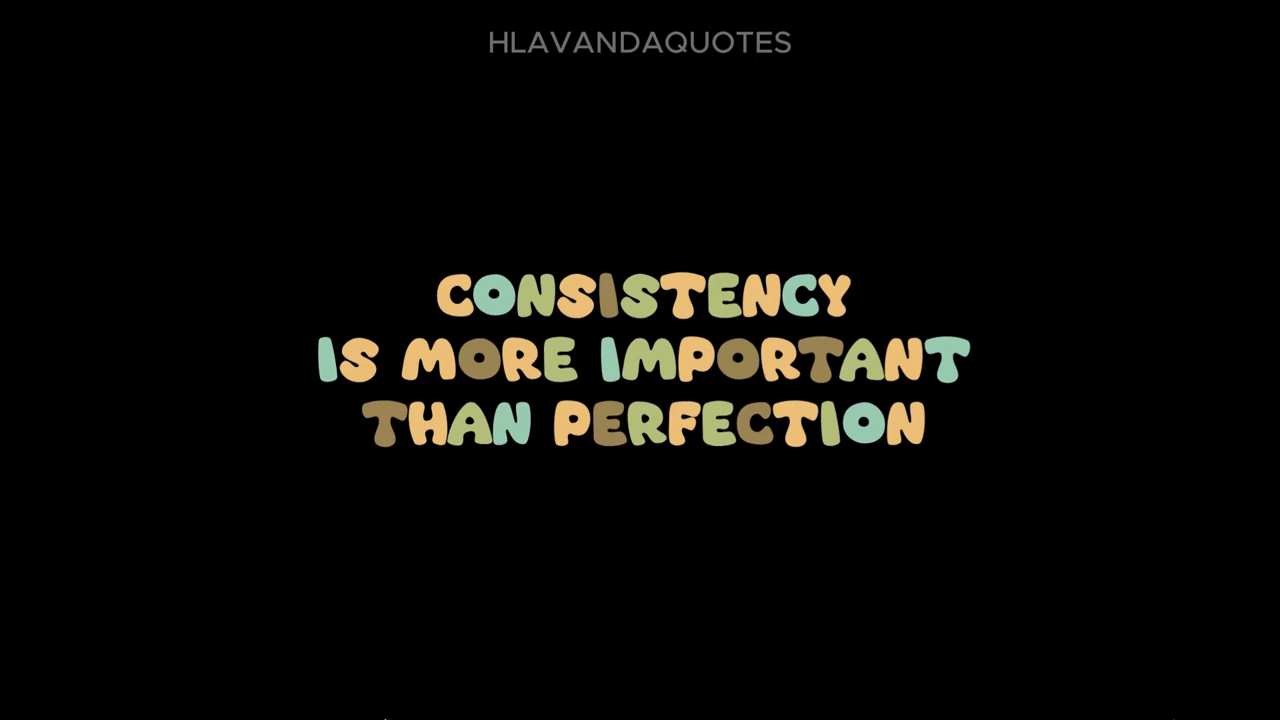 HLAVANDAQUOTES
CONSISTENCY
IS MORE IMPORTANT
THAN PERFECTION